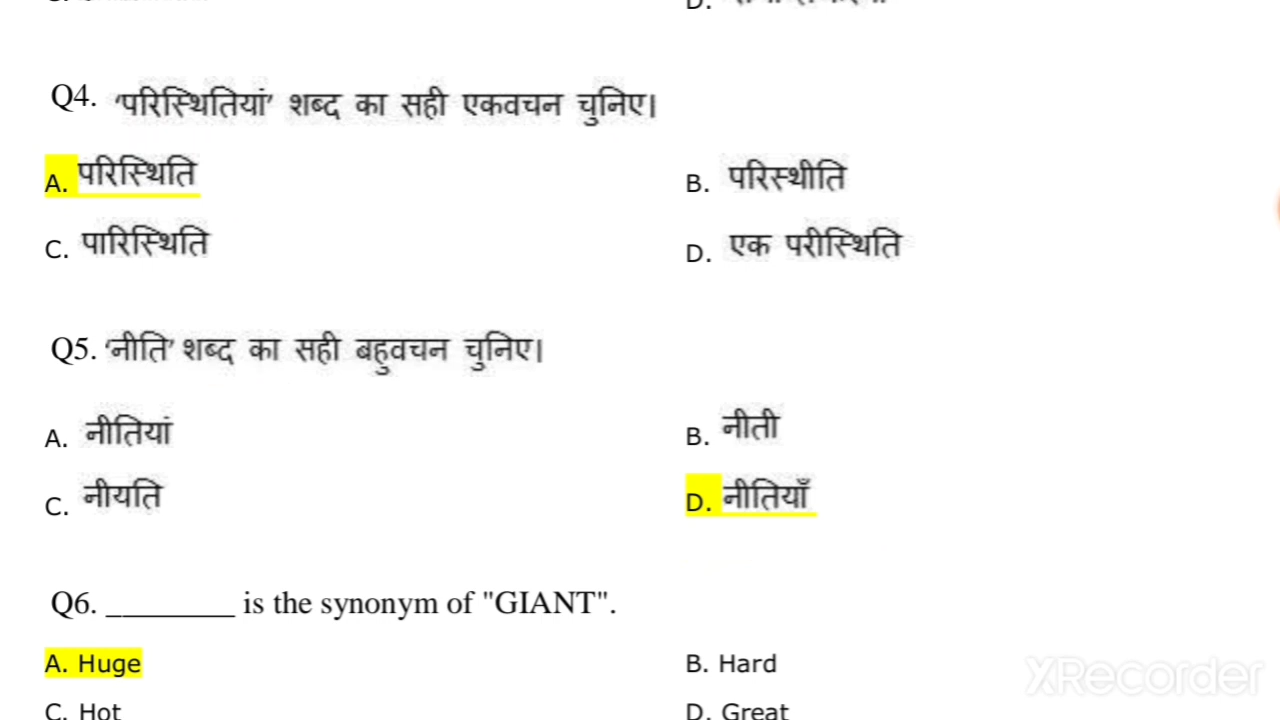 D.
Q4. 'परिस्थितियां' शब्द का सही एकवचन चुनिए।
A. परिस्थिति B. परिस्थीति
C. पारिस्थिति D. एक परीस्थिति
Q5. 'नीति' शब्द का सही बहुवचन चुनिए।
A. नीतियां B. नीती
C. नीयति D. नीतियाँ
Q6. ________ is the synonym of "GIANT".
A. Huge B. Hard
XRecorder
C. Hot D. Great